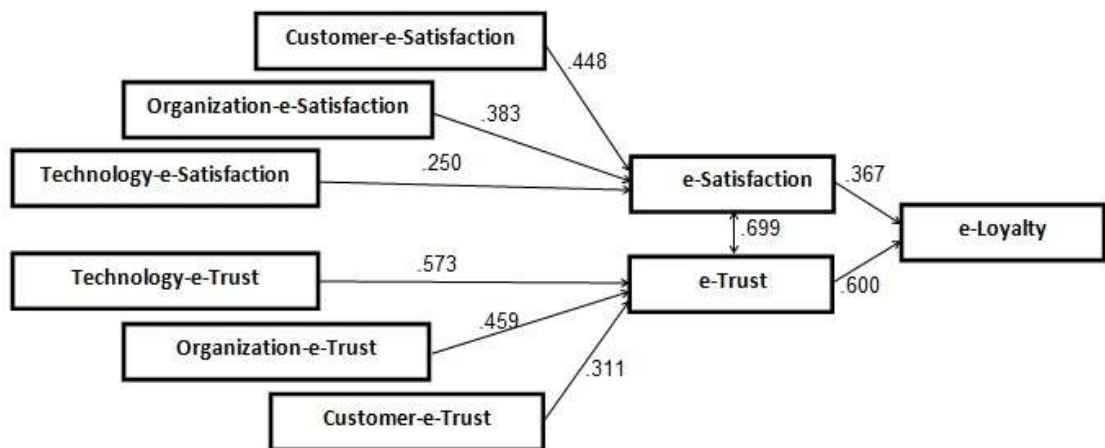 Customer-e-Satisfaction
.448
Organization-e-Satisfaction
.383
Technology-e-Satisfaction
.250
e-Satisfaction
.367
.699
e-Loyalty
Technology-e-Trust
.573
e-Trust
.600
.459
Organization-e-Trust
.311
Customer-e-Trust